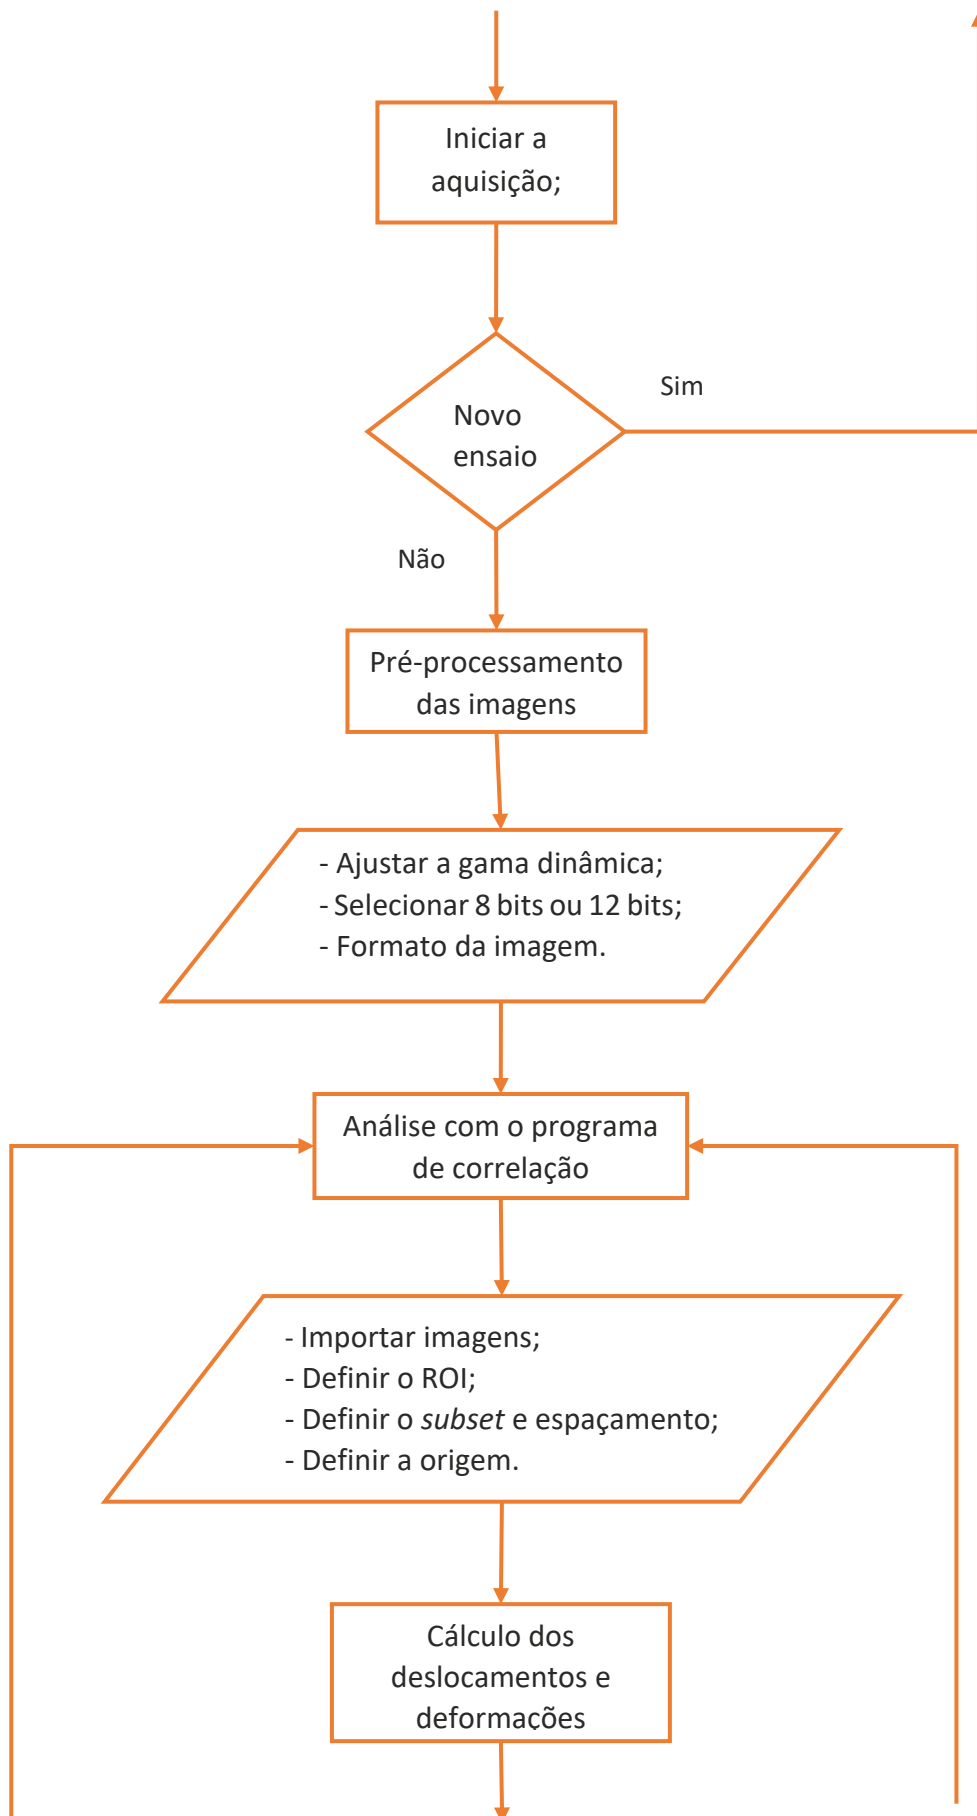 Iniciar a
aquisição;
Sim
Novo
ensaio
Não
Pré-processamento
das imagens
- Ajustar a gama dinâmica;
- Selecionar 8 bits ou 12 bits;
- Formato da imagem.
Análise com o programa
de correlação
- Importar imagens;
- Definir o ROI;
- Definir o subset e espaçamento;
- Definir a origem.
Cálculo dos
deslocamentos e
deformações